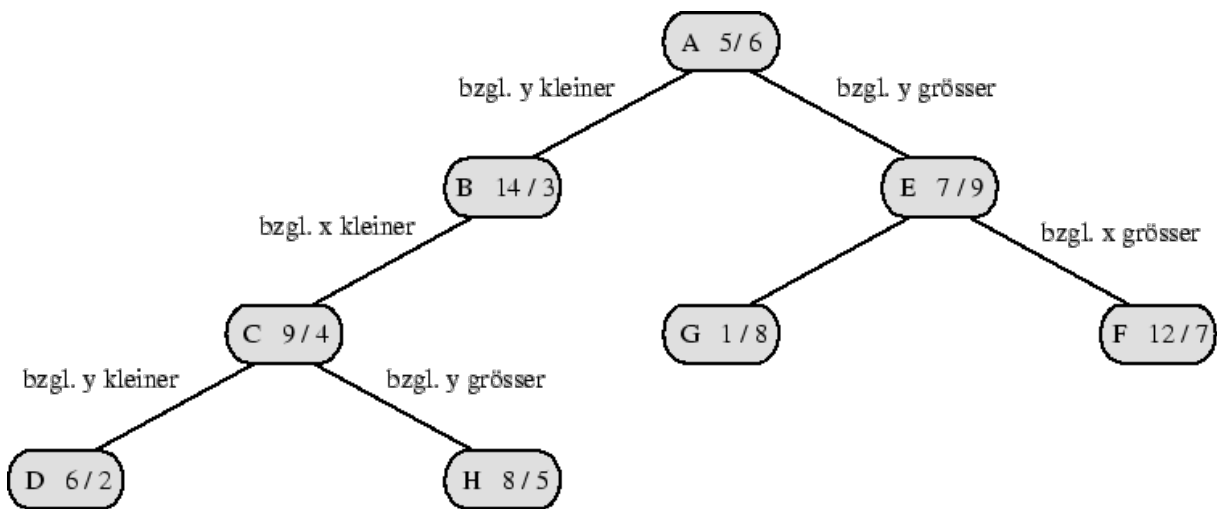 A 5/ 6
bzgl. y kleiner
bzgl. y grösser
B 14 / 3
E 7 / 9
bzgl. x kleiner
bzgl. x grösser
C 9 / 4
G 1 / 8
F 12 / 7
bzgl. y kleiner
bzgl. y grösser
D 6 / 2
H 8 / 5